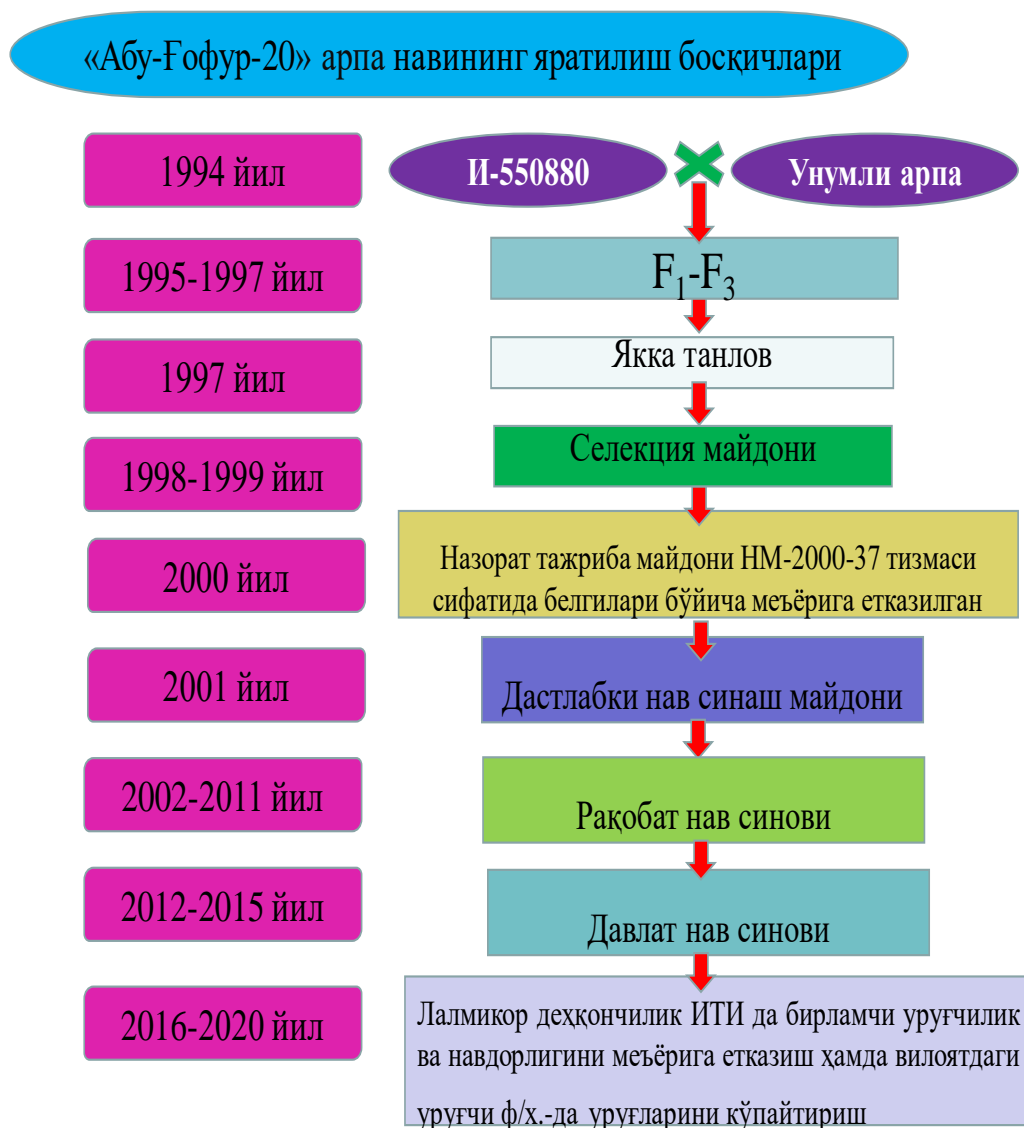 «Абу-Ғофур-20» арпа навининг яратилиш босқичлари
1994 йил
И-550880
Унумли арпа
1995-1997 йил
F₁-F₃
1997 йил
Якка танлов
1998-1999 йил
Селекция майдони
2000 йил
Назорат тажриба майдони НМ-2000-37 тизмаси
сифатида белгилари бўйича меъёрига етказилган
2001 йил
Дастлабки нав синаш майдони
2002-2011 йил
Рақобат нав синови
2012-2015 йил
Давлат нав синови
2016-2020 йил
Лалмикор деҳқончилик ИТИ да бирламчи уруғчилик
ва навдорлигини меъёрига етказиш ҳамда вилоятдаги
уруғчи ф/х.-да уруғларини кўпайтириш